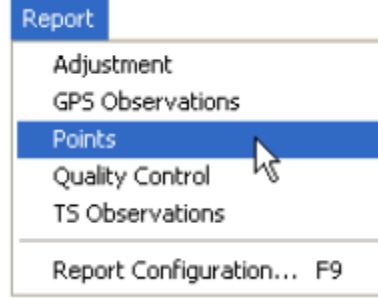 Report
Adjustment
GPS Observations
Points
Quality Control
TS Observations
Report Configuration... F9